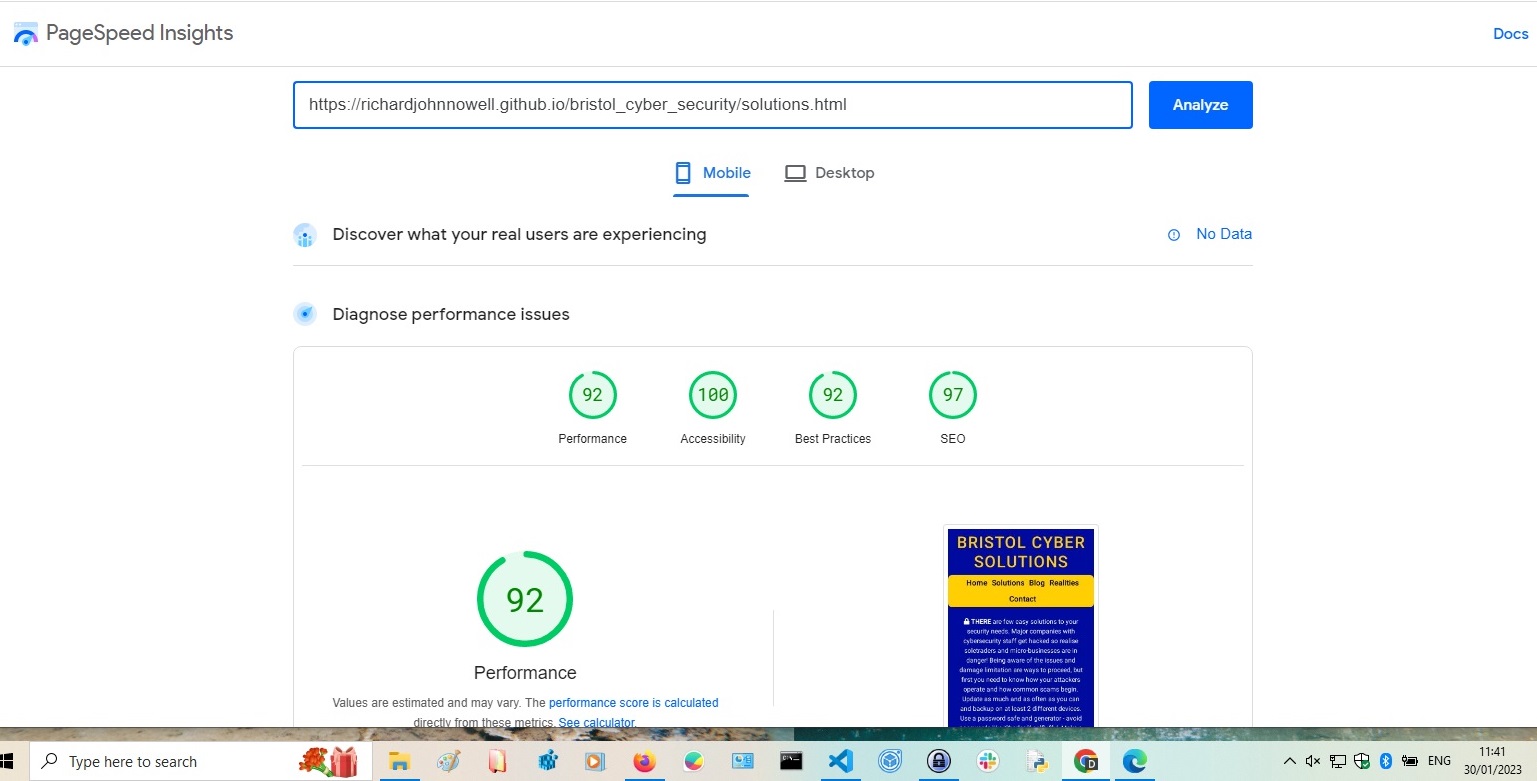 PageSpeed Insights
Docs
https://richardjohnnowell.github.io/bristol_cyber_security/solutions.html
Analyze
Mobile
Desktop
Discover what your real users are experiencing
No Data
Diagnose performance issues
92
100
92
97
Performance
Accessibility
Best Practices
SEO
92
Performance
Values are estimated and may vary. The performance score is calculated
directly from these metrics. See calculator.
BRISTOL CYBER
SOLUTIONS
Home Solutions Blog Realities
Contact
THERE are few easy solutions to your
security needs. Major companies with
cybersecurity staff get hacked so realise
soletraders and micro-businesses are in
danger! Being aware of the issues and
damage limitation are ways to proceed, but
first you need to know how your attackers
operate and how common scams begin.
Update as much and as often as you can
and backup on at least 2 different devices.
Use a password safe and generator - avoid
Type here to search
ENG
11:41
30/01/2023